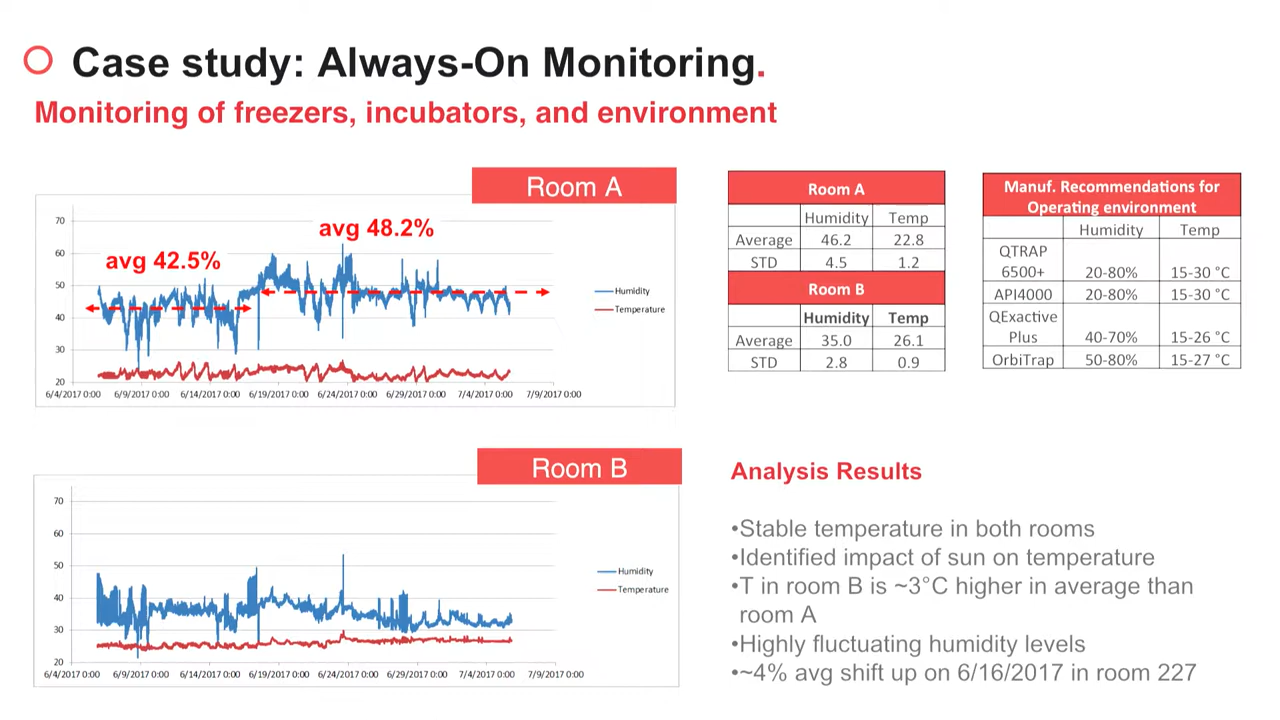 Case study: Always-On Monitoring.
Monitoring of freezers, incubators, and environment
Room A
avg 48.2%
avg 42.5%
70
60
50
40
30
20
Humidity
Temperature
6/4/2017 0:00 6/9/2017 0:00 6/14/2017 0:00 6/19/2017 0:00 6/24/2017 0:00 6/29/2017 0:00 7/4/2017 0:00 7/9/2017 0:00
Room B
70
60
50
40
30
20
Humidity
Temperature
6/4/2017 0:00 6/9/2017 0:00 6/14/2017 0:00 6/19/2017 0:00 6/24/2017 0:00 6/29/2017 0:00 7/4/2017 0:00 7/9/2017 0:00
Room A
Humidity Temp
Average 46.2 22.8
STD 4.5 1.2
Room B
Humidity Temp
Average 35.0 26.1
STD 2.8 0.9
Manuf. Recommendations for
Operating environment
Humidity Temp
QTRAP
6500+ 20-80% 15-30 °C
API4000 20-80% 15-30 °C
QExactive
Plus 40-70% 15-26 °C
OrbiTrap 50-80% 15-27 °C
Analysis Results
•Stable temperature in both rooms
•Identified impact of sun on temperature
•T in room B is ~3°C higher in average than
room A
•Highly fluctuating humidity levels
•~4% avg shift up on 6/16/2017 in room 227